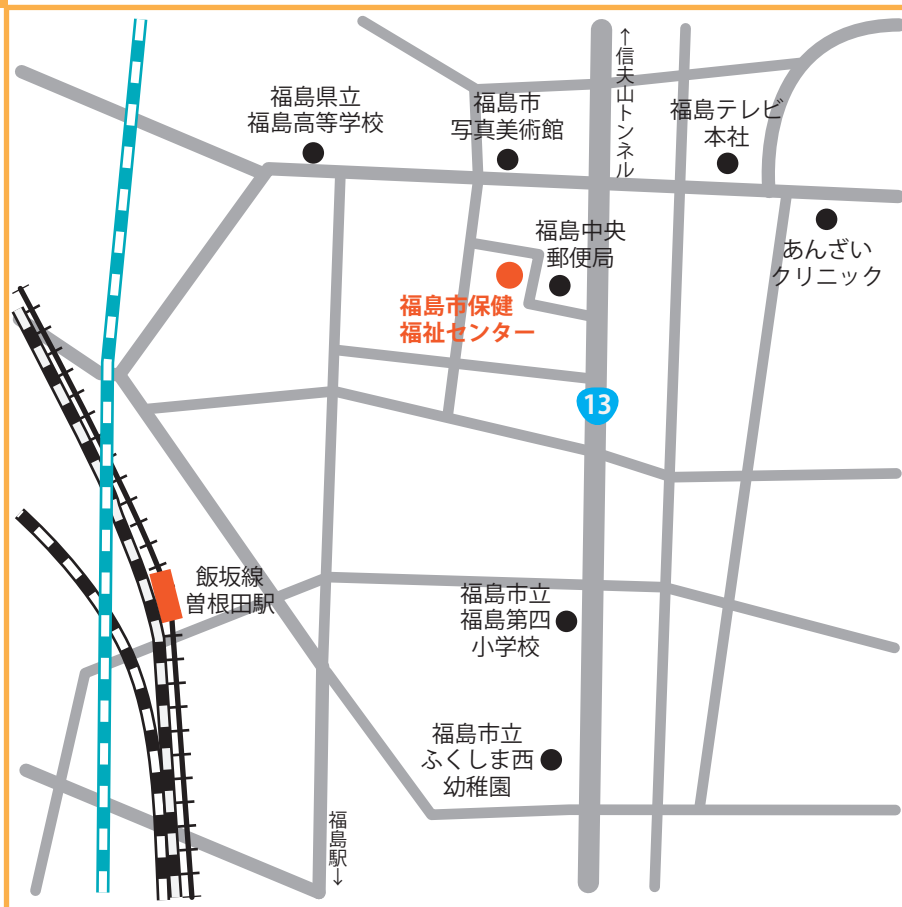 ↑信夫山トンネル
福島県立
福島高等学校
福島市
写真美術館
福島テレビ
本社
福島中央
郵便局
あんざい
クリニック
福島市保健
福祉センター
13
飯坂線
曽根田駅
福島市立
福島第四
小学校
福島市立
ふくしま西
幼稚園
福島駅↓